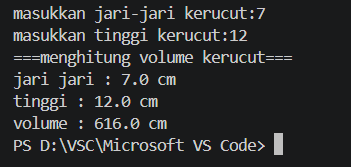 masukkan jari-jari kerucut:7
masukkan tinggi kerucut:12
===menghitung volume kerucut===
jari jari : 7.0 cm
tinggi : 12.0 cm
volume : 616.0 cm
PS D:\VSC\Microsoft VS Code>